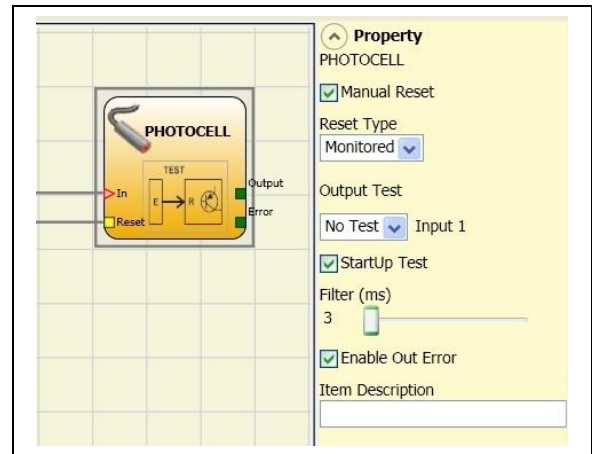 PHOTOCELL
TEST
E
R
In
Reset
Output
Error
Property
PHOTOCELL
Manual Reset
Reset Type
Monitored
Output Test
No Test Input 1
StartUp Test
Filter (ms)
3
Enable Out Error
Item Description